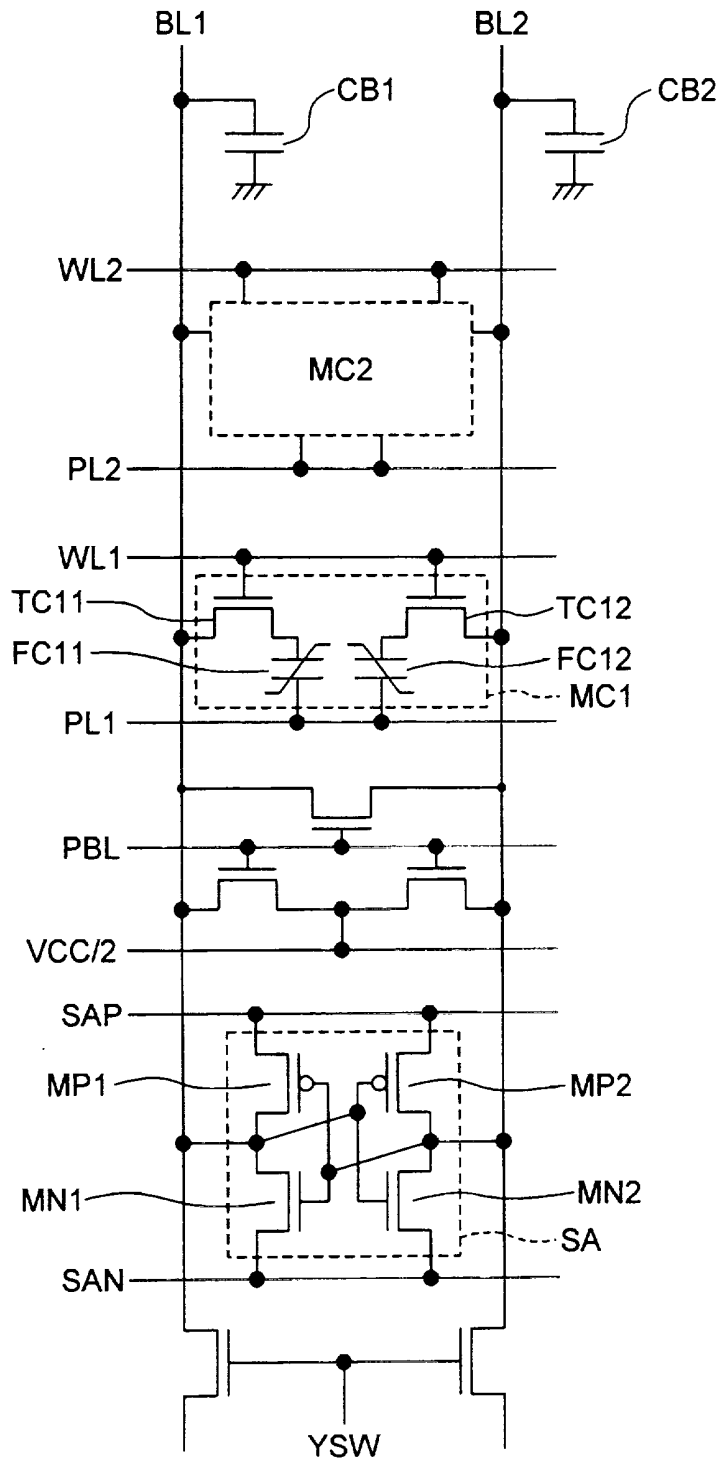 BL1 BL2
CB1 CB2
WL2
MC2
PL2
WL1
TC11 TC12
FC11 FC12
MC1
PL1
PBL
VCC/2
SAP
MP1 MP2
MN1 MN2
SA
SAN
YSW